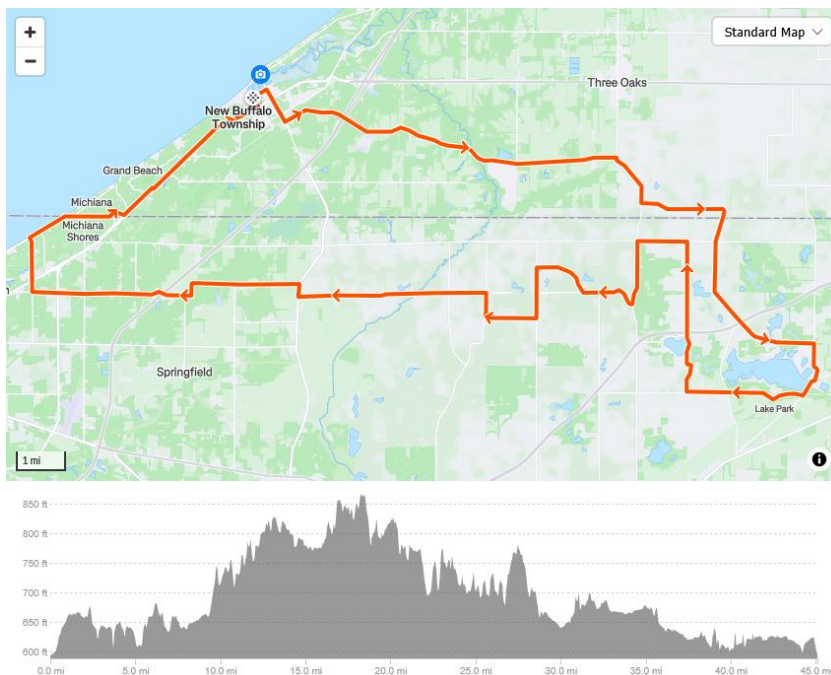 +
Standard Map
−
Three Oaks
New Buffalo
Township
Grand Beach
Michiana
Michiana
Shores
n
Springfield
Lake Park
1 mi
i
850 ft
800 ft
750 ft
700 ft
650 ft
600 ft
0.0 mi 5.0 mi 10.0 mi 15.0 mi 20.0 mi 25.0 mi 30.0 mi 35.0 mi 40.0 mi 45.0 m